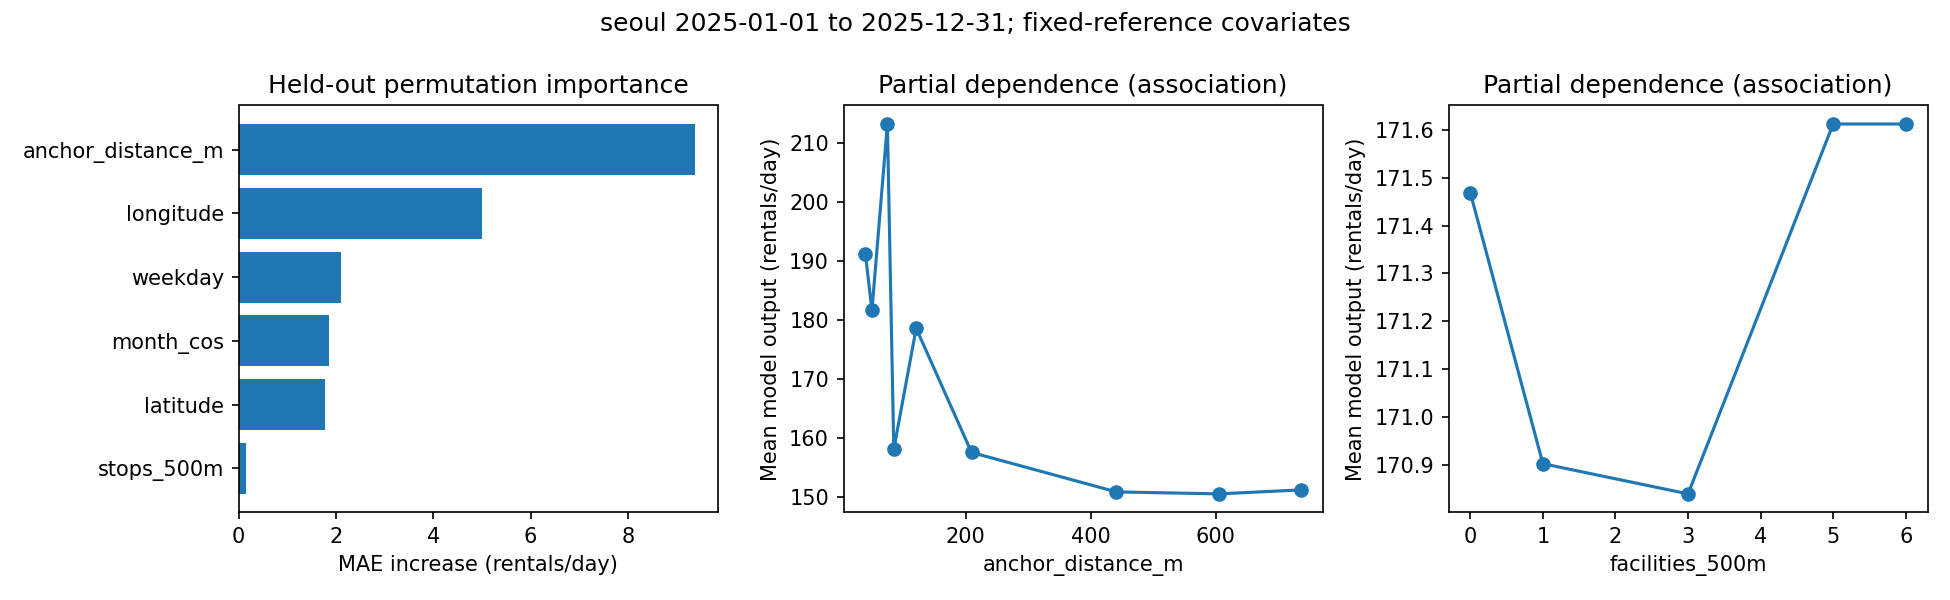 seoul 2025-01-01 to 2025-12-31; fixed-reference covariates
Held-out permutation importance
anchor_distance_m
longitude
weekday
month_cos
latitude
stops_500m
0 2 4 6 8
MAE increase (rentals/day)
Partial dependence (association)
Mean model output (rentals/day)
210
200
190
180
170
160
150
200 400 600
anchor_distance_m
Partial dependence (association)
Mean model output (rentals/day)
171.6
171.5
171.4
171.3
171.2
171.1
171.0
170.9
0 1 2 3 4 5 6
facilities_500m